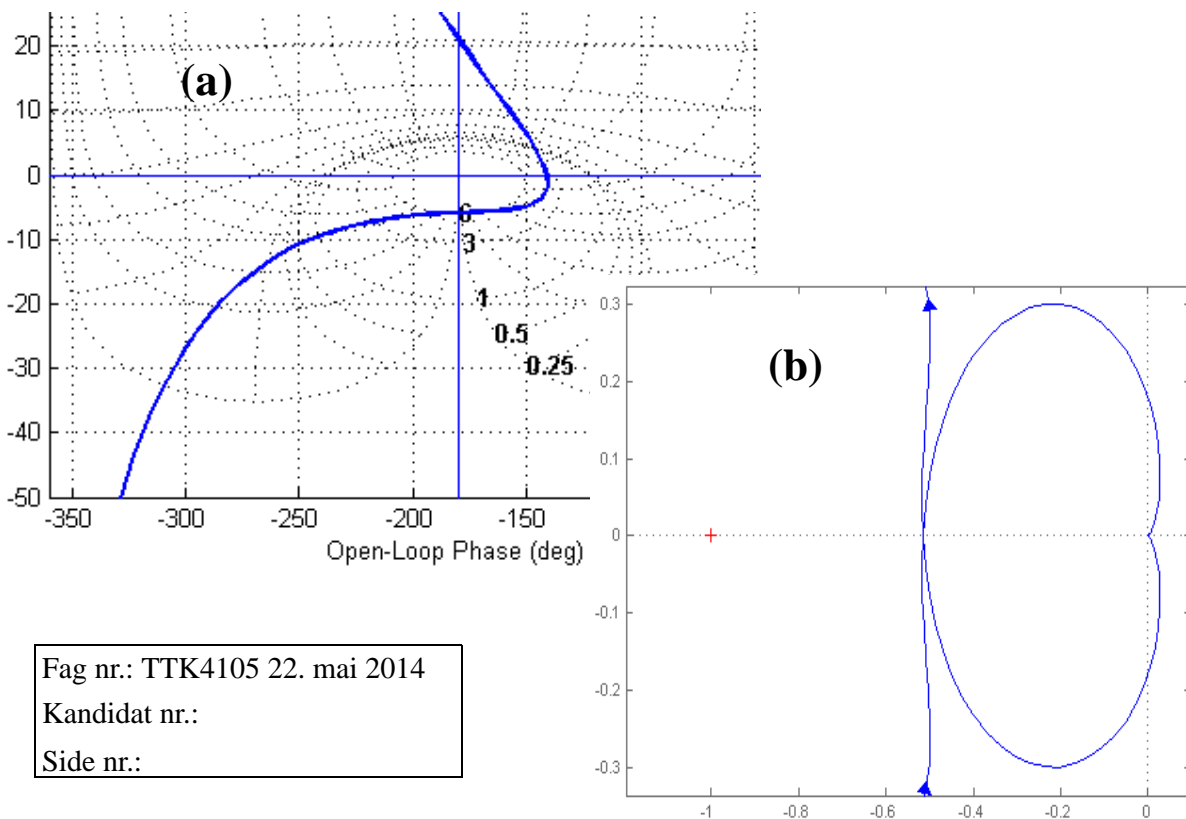 20
(a)
10
0
6
-10
3
-20
1
0.5
-30
0.25
-40
-50
-350 -300 -250 -200 -150
Open-Loop Phase (deg)
0.3
(b)
0.2
0.1
0
-0.1
-0.2
-0.3
-1 -0.8 -0.6 -0.4 -0.2 0
Fag nr.: TTK4105 22. mai 2014
Kandidat nr.:
Side nr.: